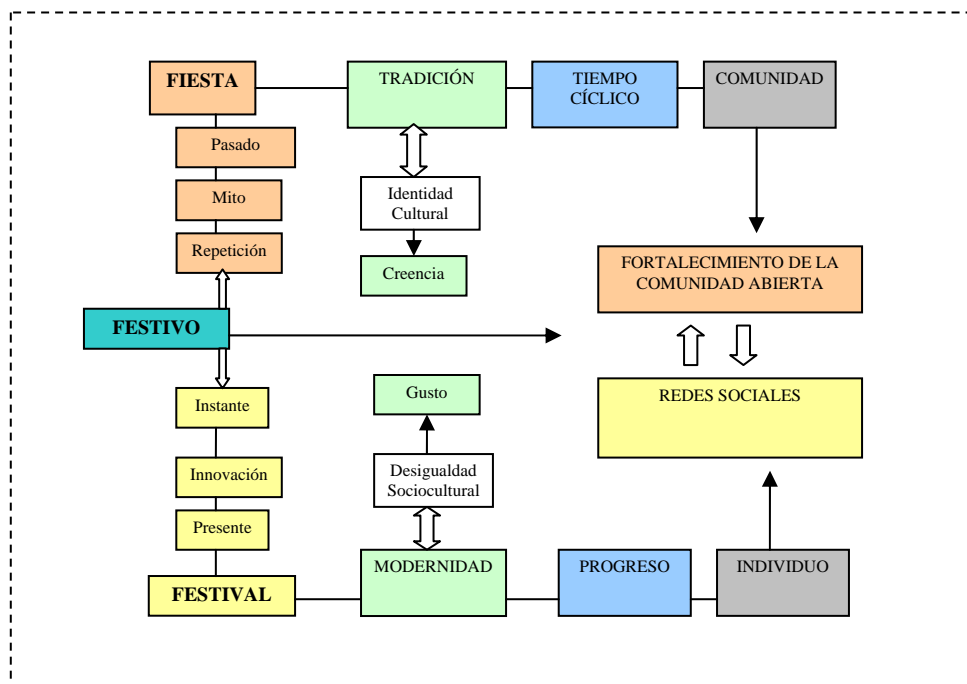 FIESTA
TRADICIÓN
TIEMPO
CÍCLICO
COMUNIDAD
Pasado
Mito
Identidad
Cultural
Repetición
Creencia
FORTALECIMIENTO DE LA
COMUNIDAD ABIERTA
FESTIVO
Instante
Gusto
REDES SOCIALES
Innovación
Desigualdad
Sociocultural
Presente
FESTIVAL
MODERNIDAD
PROGRESO
INDIVIDUO